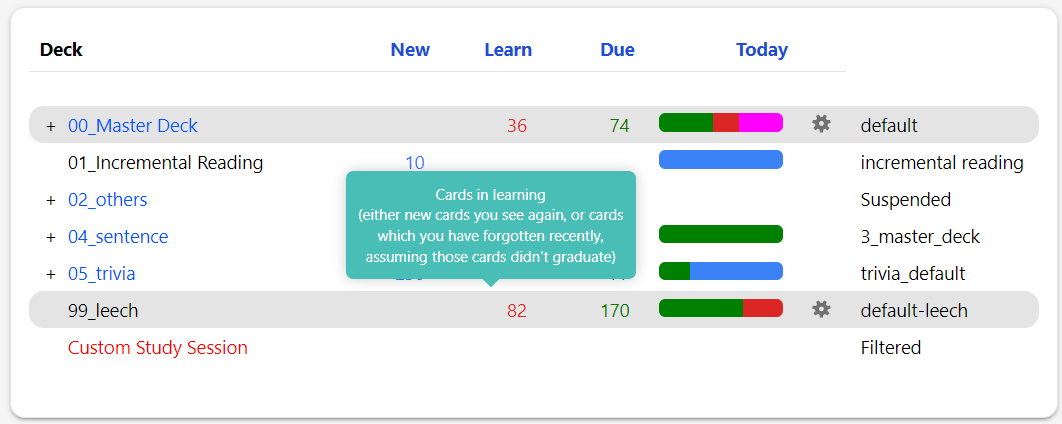 Deck New Learn Due Today
+ 00_Master Deck 36 74 default
01_Incremental Reading 10 incremental reading
+ 02_others Suspended
+ 04_sentence 3_master_deck
+ 05_trivia trivia_default
Cards in learning
(either new cards you see again, or cards
which you have forgotten recently,
assuming those cards didn't graduate)
99_leech 82 170 default-leech
Custom Study Session Filtered